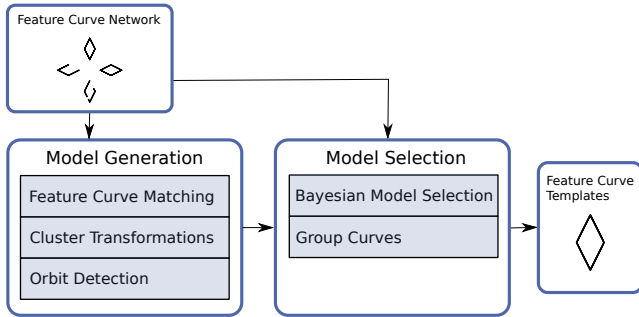 Feature Curve Network
Model Generation
Feature Curve Matching
Cluster Transformations
Orbit Detection
Model Selection
Bayesian Model Selection
Group Curves
Feature Curve
Templates